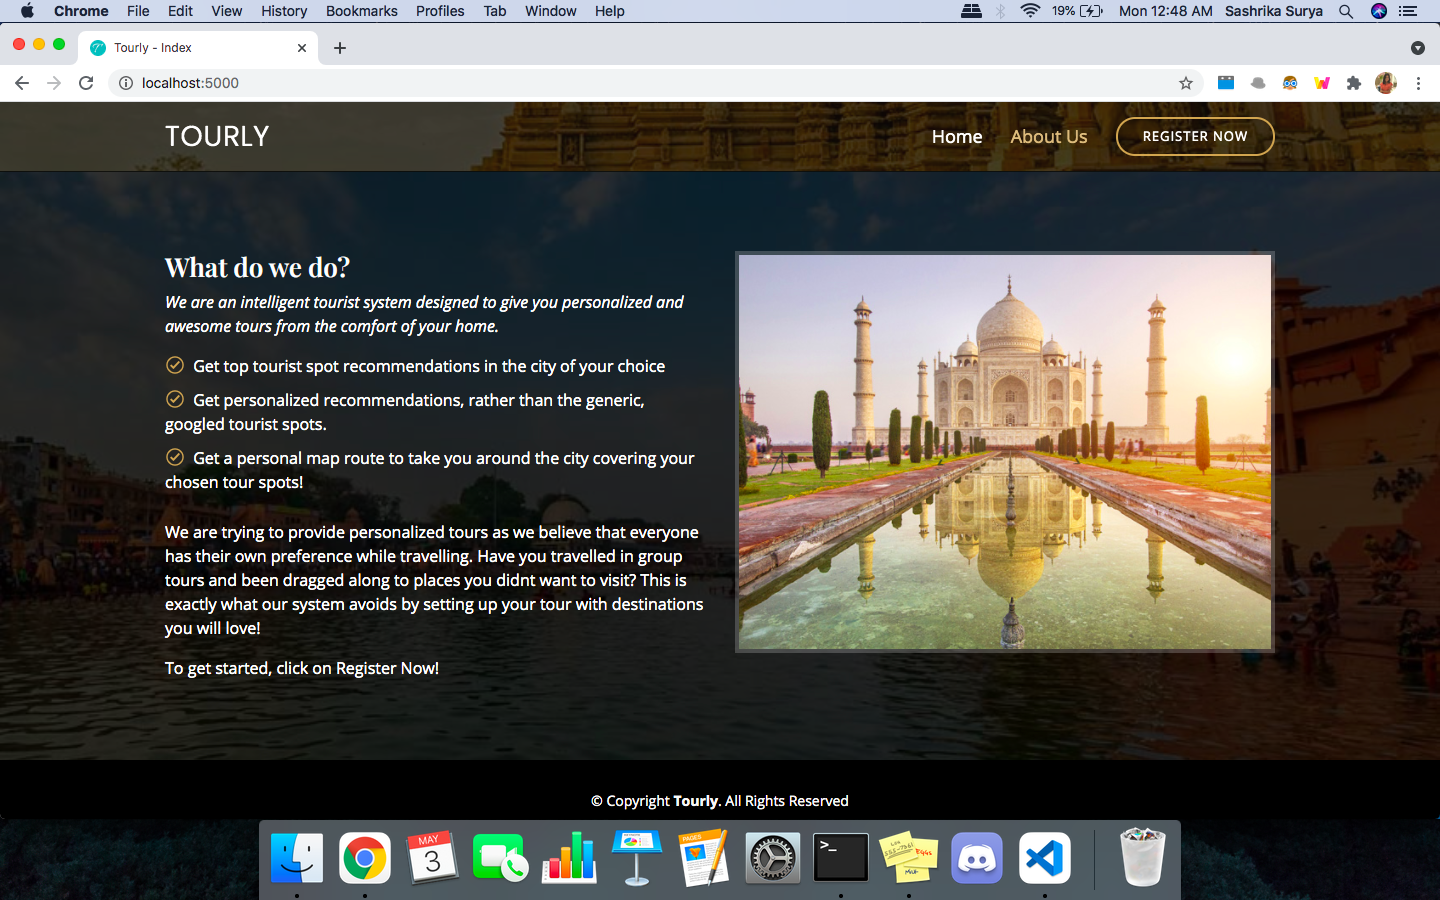 Chrome File Edit View History Bookmarks Profiles Tab Window Help 19% Mon 12:48 AM Sashrika Surya
Tourly - Index
localhost:5000
TOURLY Home About Us REGISTER NOW
What do we do?
We are an intelligent tourist system designed to give you personalized and
awesome tours from the comfort of your home.
Get top tourist spot recommendations in the city of your choice
Get personalized recommendations, rather than the generic,
googled tourist spots.
Get a personal map route to take you around the city covering your
chosen tour spots!
We are trying to provide personalized tours as we believe that everyone
has their own preference while travelling. Have you travelled in group
tours and been dragged along to places you didnt want to visit? This is
exactly what our system avoids by setting up your tour with destinations
you will love!
To get started, click on Register Now!
© Copyright Tourly. All Rights Reserved
MAY
3
PAGES
>_
555-7361
EGGS
MILK